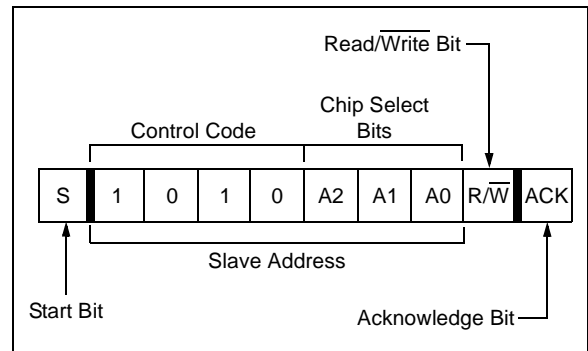 Read/Write Bit
Chip Select
Bits
Control Code
S 1 0 1 0 A2 A1 A0 R/W ACK
Slave Address
Start Bit
Acknowledge Bit